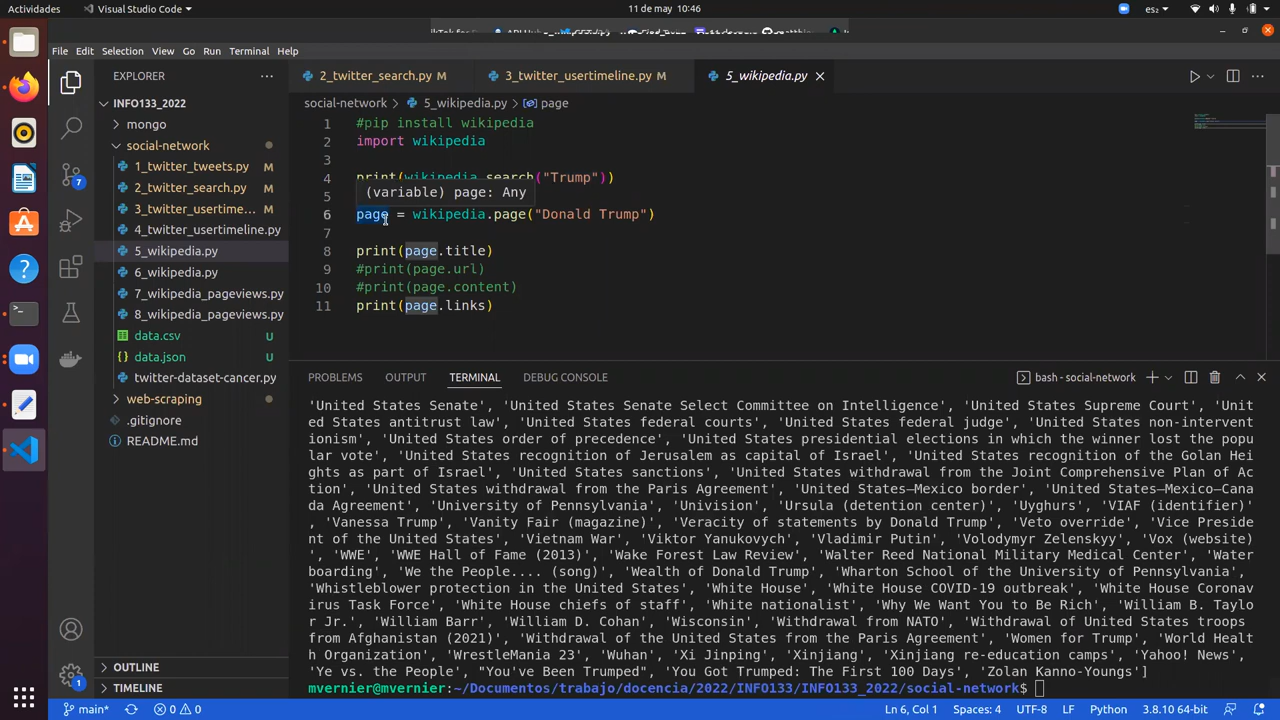 Actividades
Visual Studio Code
11 de may 10:46
es₂
File Edit Selection View Go Run Terminal Help
EXPLORER
2_twitter_search.py M
3_twitter_usertimeline.py M
5_wikipedia.py
INFO133_2022
social-network > 5_wikipedia.py > page
mongo
social-network
1_twitter_tweets.py M
2_twitter_search.py M
3_twitter_usertime... M
4_twitter_usertimeline.py
5_wikipedia.py
6_wikipedia.py
7_wikipedia_pageviews.py
8_wikipedia_pageviews.py
data.csv U
data.json U
twitter-dataset-cancer.py
web-scraping
.gitignore
README.md
OUTLINE
TIMELINE
7
1
1 #pip install wikipedia
2 import wikipedia
3
4 print(wikipedia.search("Trump"))
5
(variable) page: Any
6 page = wikipedia.page("Donald Trump")
7
8 print(page.title)
9 #print(page.url)
10 #print(page.content)
11 print(page.links)
PROBLEMS OUTPUT TERMINAL DEBUG CONSOLE
bash - social-network
'United States Senate', 'United States Senate Select Committee on Intelligence', 'United States Supreme Court', 'Unit
ed States antitrust law', 'United States federal courts', 'United States federal judge', 'United States non-intervent
ionism', 'United States order of precedence', 'United States presidential elections in which the winner lost the popu
lar vote', 'United States recognition of Jerusalem as capital of Israel', 'United States recognition of the Golan Hei
ghts as part of Israel', 'United States sanctions', 'United States withdrawal from the Joint Comprehensive Plan of Ac
tion', 'United States withdrawal from the Paris Agreement', 'United States–Mexico border', 'United States–Mexico–Cana
da Agreement', 'University of Pennsylvania', 'Univision', 'Ursula (detention center)', 'Uyghurs', 'VIAF (identifier)'
, 'Vanessa Trump', 'Vanity Fair (magazine)', 'Veracity of statements by Donald Trump', 'Veto override', 'Vice Preside
nt of the United States', 'Vietnam War', 'Viktor Yanukovych', 'Vladimir Putin', 'Volodymyr Zelenskyy', 'Vox (website)
', 'WWE', 'WWE Hall of Fame (2013)', 'Wake Forest Law Review', 'Walter Reed National Military Medical Center', 'Water
boarding', 'We the People.... (song)', 'Wealth of Donald Trump', 'Wharton School of the University of Pennsylvania',
'Whistleblower protection in the United States', 'White House', 'White House COVID-19 outbreak', 'White House Coronav
irus Task Force', 'White House chiefs of staff', 'White nationalist', 'Why We Want You to Be Rich', 'William B. Taylo
r Jr.', 'William Barr', 'William D. Cohan', 'Wisconsin', 'Withdrawal from NATO', 'Withdrawal of United States troops
from Afghanistan (2021)', 'Withdrawal of the United States from the Paris Agreement', 'Women for Trump', 'World Healt
h Organization', 'WrestleMania 23', 'Wuhan', 'Xi Jinping', 'Xinjiang', 'Xinjiang re-education camps', 'Yahoo! News',
'Ye vs. the People', "You've Been Trumped", 'You Got Trumped: The First 100 Days', 'Zolan Kanno-Youngs']
mvernier@mvernier:~/Documentos/trabajo/docencia/2022/INFO133/INFO133_2022/social-network$
main* 0 0
Ln 6, Col 1 Spaces: 4 UTF-8 LF Python 3.8.10 64-bit